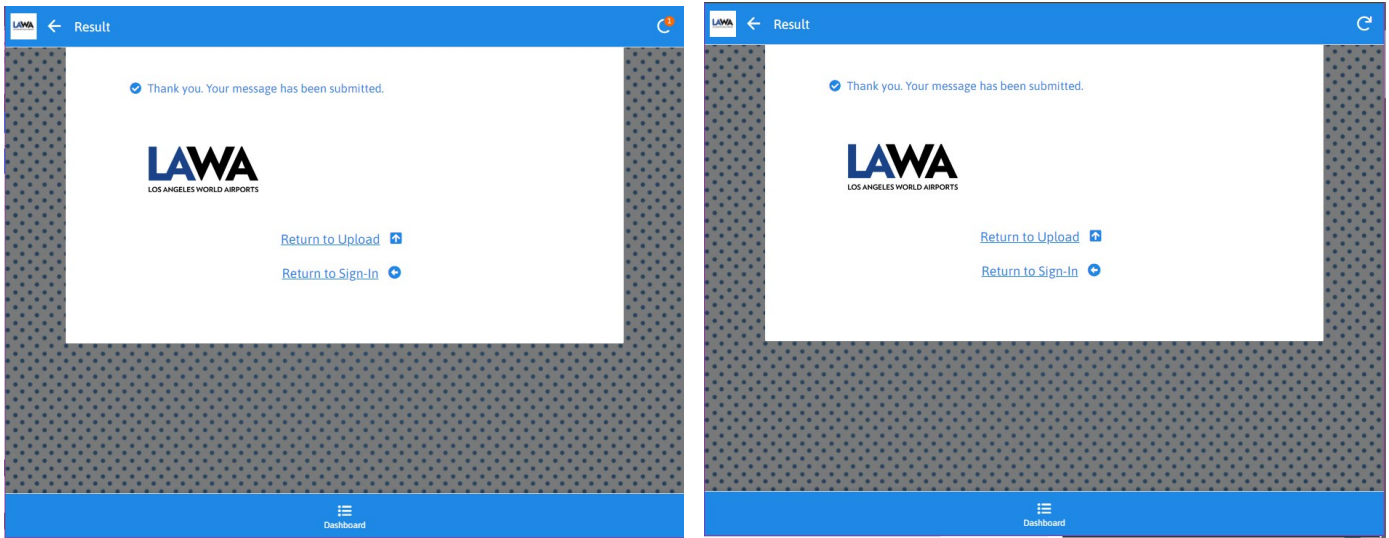 LAWA Result 1
Thank you. Your message has been submitted.
LAWA
LOS ANGELES WORLD AIRPORTS
Return to Upload
Return to Sign-In
Dashboard
LAWA Result
Thank you. Your message has been submitted.
LAWA
LOS ANGELES WORLD AIRPORTS
Return to Upload
Return to Sign-In
Dashboard